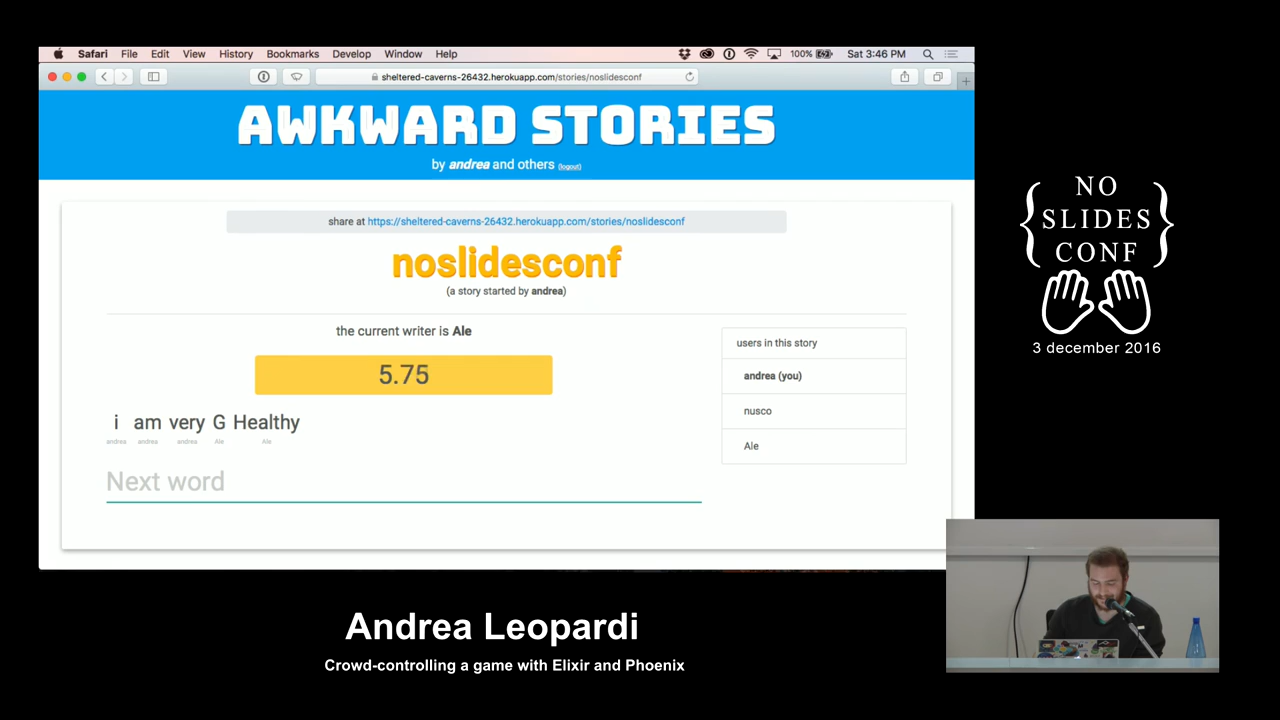 Safari File Edit View History Bookmarks Develop Window Help 100% Sat 3:46 PM
sheltered-caverns-26432.herokuapp.com/stories/noslidesconf
AWKWARD STORIES
by andrea and others (logout)
share at https://sheltered-caverns-26432.herokuapp.com/stories/noslidesconf
noslidesconf
(a story started by andrea)
the current writer is Ale
5.75
i am very G Healthy
andrea andrea andrea Ale Ale
Next word
users in this story
andrea (you)
nusco
Ale
NO
SLIDES
CONF
3 december 2016
Andrea Leopardi
Crowd-controlling a game with Elixir and Phoenix